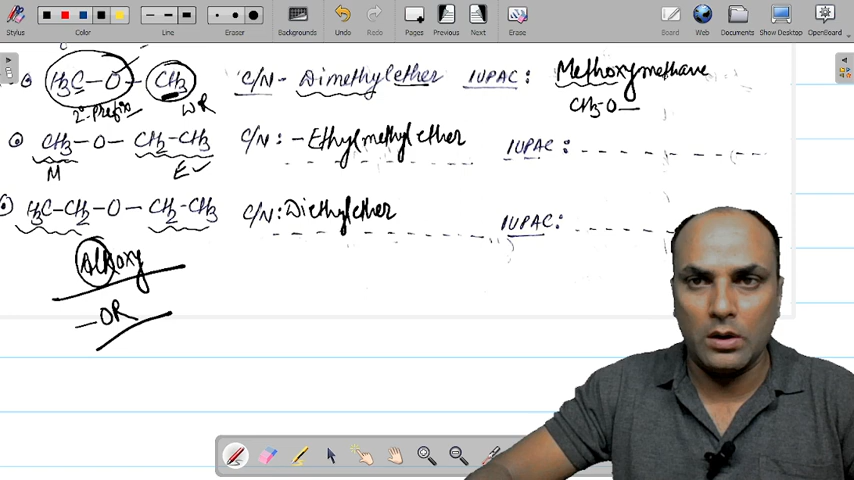 Stylus
Color
Line
Eraser
Backgrounds
Undo
Redo
Pages
Previous
Next
Erase
Board
Web
Documents
Show Desktop
OpenBoard
H3C-O-CH3 C/N- Dimethylether IUPAC: Methoxymethane
2° Prefix WR CH3-O-
CH3-O-CH2-CH3 C/N:- Ethylmethylether IUPAC:
M E
H3C-CH2-O-CH2-CH3 C/N: Diethylether IUPAC:
Alkoxy
-OR